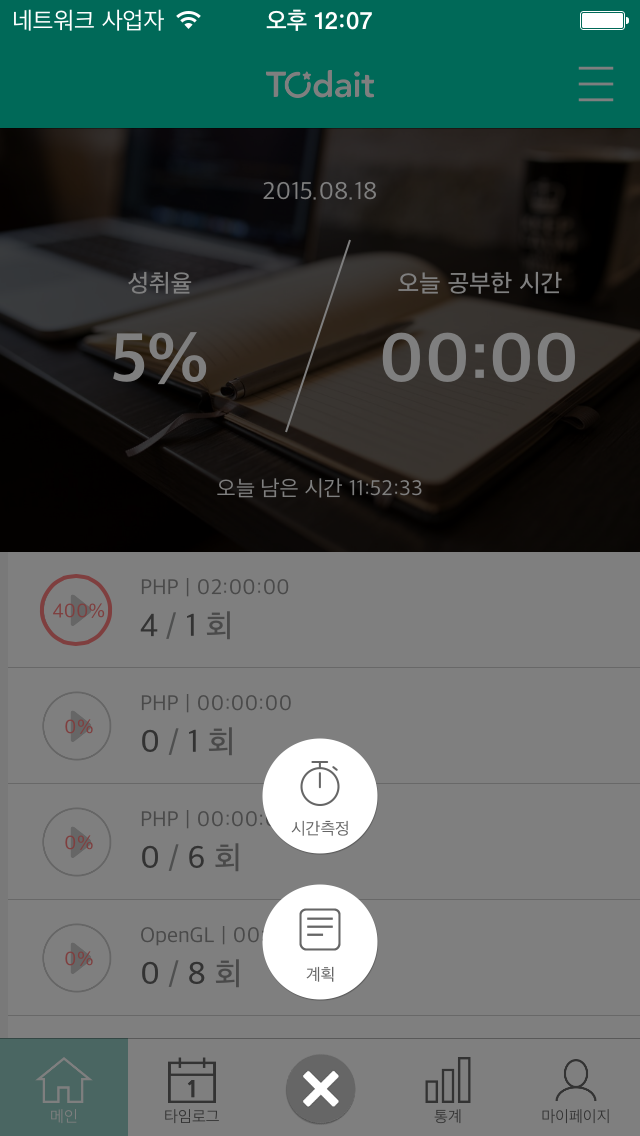 네트워크 사업자 오후 12:07
TOdait
2015.08.18
성취율 오늘 공부한 시간
5% 00:00
오늘 남은 시간 11:52:33
400% PHP | 02:00:00
4 / 1 회
0% PHP | 00:00:00
0 / 1 회
시간측정
0% PHP | 00:00:
0 / 6 회
0% OpenGL | 00
0 / 8 회
계획
1
메인 타임로그 통계 마이페이지